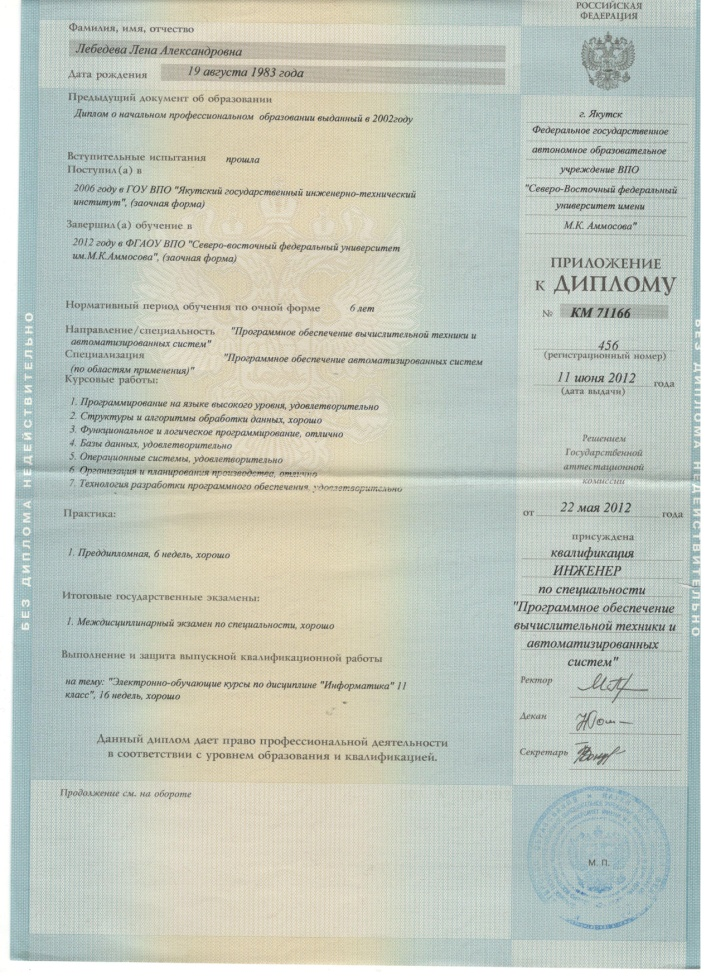 Фамилия, имя, отчество
Лебедева Лена Александровна
Дата рождения 19 августа 1983 года
Предыдущий документ об образовании
Диплом о начальном профессиональном образовании выданный в 2002году
Вступительные испытания прошла
Поступил(а) в
2006 году в ГОУ ВПО "Якутский государственный инженерно-технический
институт", (заочная форма)
Завершил(а) обучение в
2012 году в ФГАОУ ВПО "Северо-восточный федеральный университет
им.М.К.Аммосова", (заочная форма)
Нормативный период обучения по очной форме 6 лет
Направление/специальность "Программное обеспечение вычислительной техники и
автоматизированных систем"
Специализация "Программное обеспечение автоматизированных систем
(по областям применения)"
Курсовые работы:
1. Программирование на языке высокого уровня, удовлетворительно
2. Структуры и алгоритмы обработки данных, хорошо
3. Функциональное и логическое программирование, отлично
4. Базы данных, удовлетворительно
5. Операционные системы, удовлетворительно
6. Организация и планирования производства, отлично
7. Технология разработки программного обеспечения, удовлетворительно
Практика:
1. Преддипломная, 6 недель, хорошо
Итоговые государственные экзамены:
1. Междисциплинарный экзамен по специальности, хорошо
Выполнение и защита выпускной квалификационной работы
на тему: "Электронно-обучающие курсы по дисциплине "Информатика" 11
класс", 16 недель, хорошо
Данный диплом дает право профессиональной деятельности
в соответствии с уровнем образования и квалификацией.
Продолжение см. на обороте
РОССИЙСКАЯ
ФЕДЕРАЦИЯ
г. Якутск
Федеральное государственное
автономное образовательное
учреждение ВПО
"Северо-Восточный федеральный
университет имени
М.К. Аммосова"
ПРИЛОЖЕНИЕ
к ДИПЛОМУ
№ КМ 71166
456
(регистрационный номер)
11 июня 2012 года
(дата выдачи)
Решением
Государственной
аттестационной
комиссии
от 22 мая 2012 года
присуждена
квалификация
ИНЖЕНЕР
по специальности
"Программное обеспечение
вычислительной техники и
автоматизированных
систем"
Ректор
Декан
Секретарь
М. П.
БЕЗ ДИПЛОМА НЕДЕЙСТВИТЕЛЬНО
БЕЗ ДИПЛОМА НЕДЕЙСТВИТЕЛЬНО